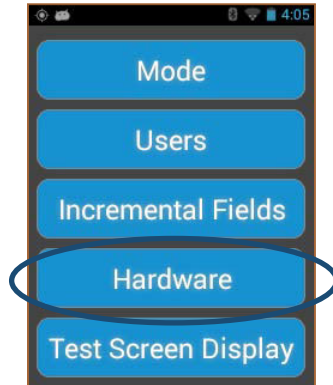 4:05
Mode
Users
Incremental Fields
Hardware
Test Screen Display